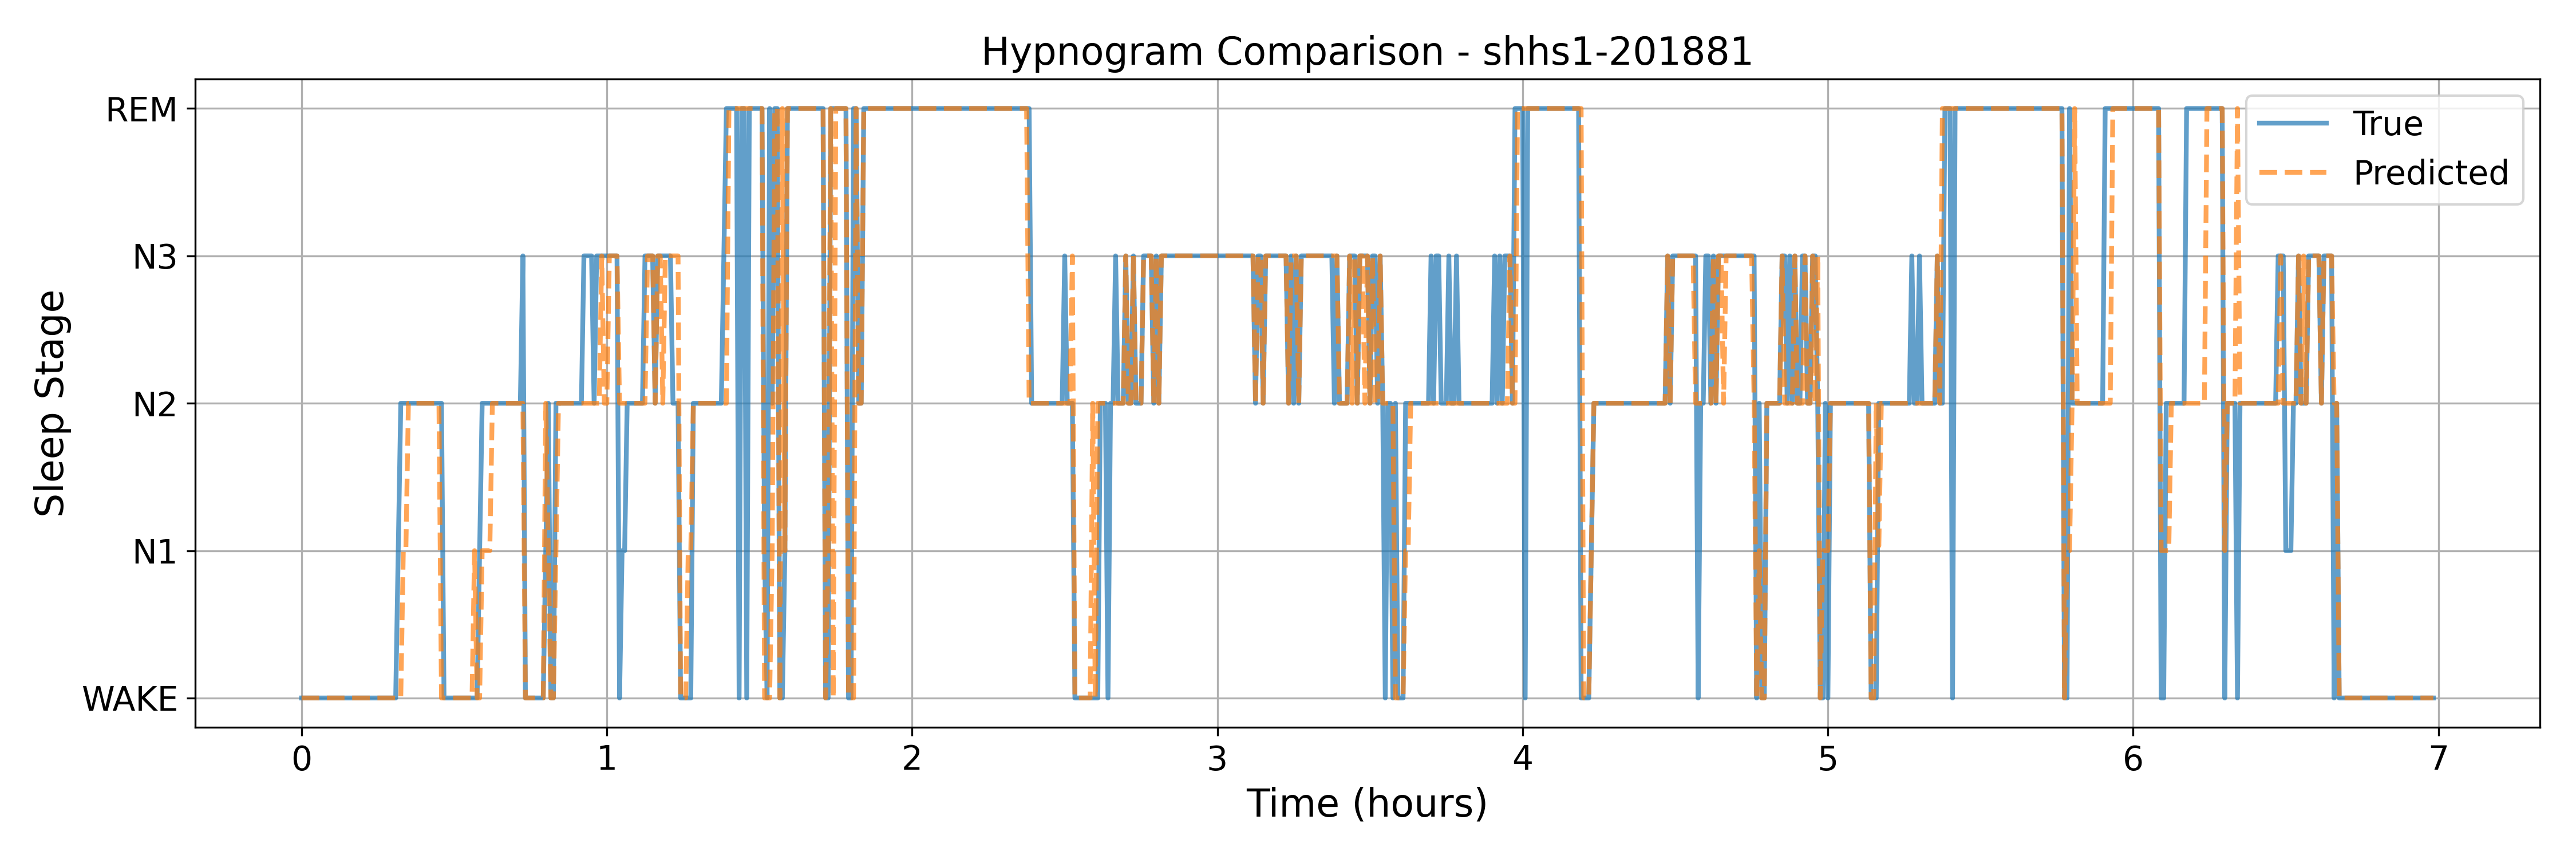 Hypnogram Comparison - shhs1-201881
REM
N3
N2
N1
WAKE
Sleep Stage
True
Predicted
0 1 2 3 4 5 6 7
Time (hours)